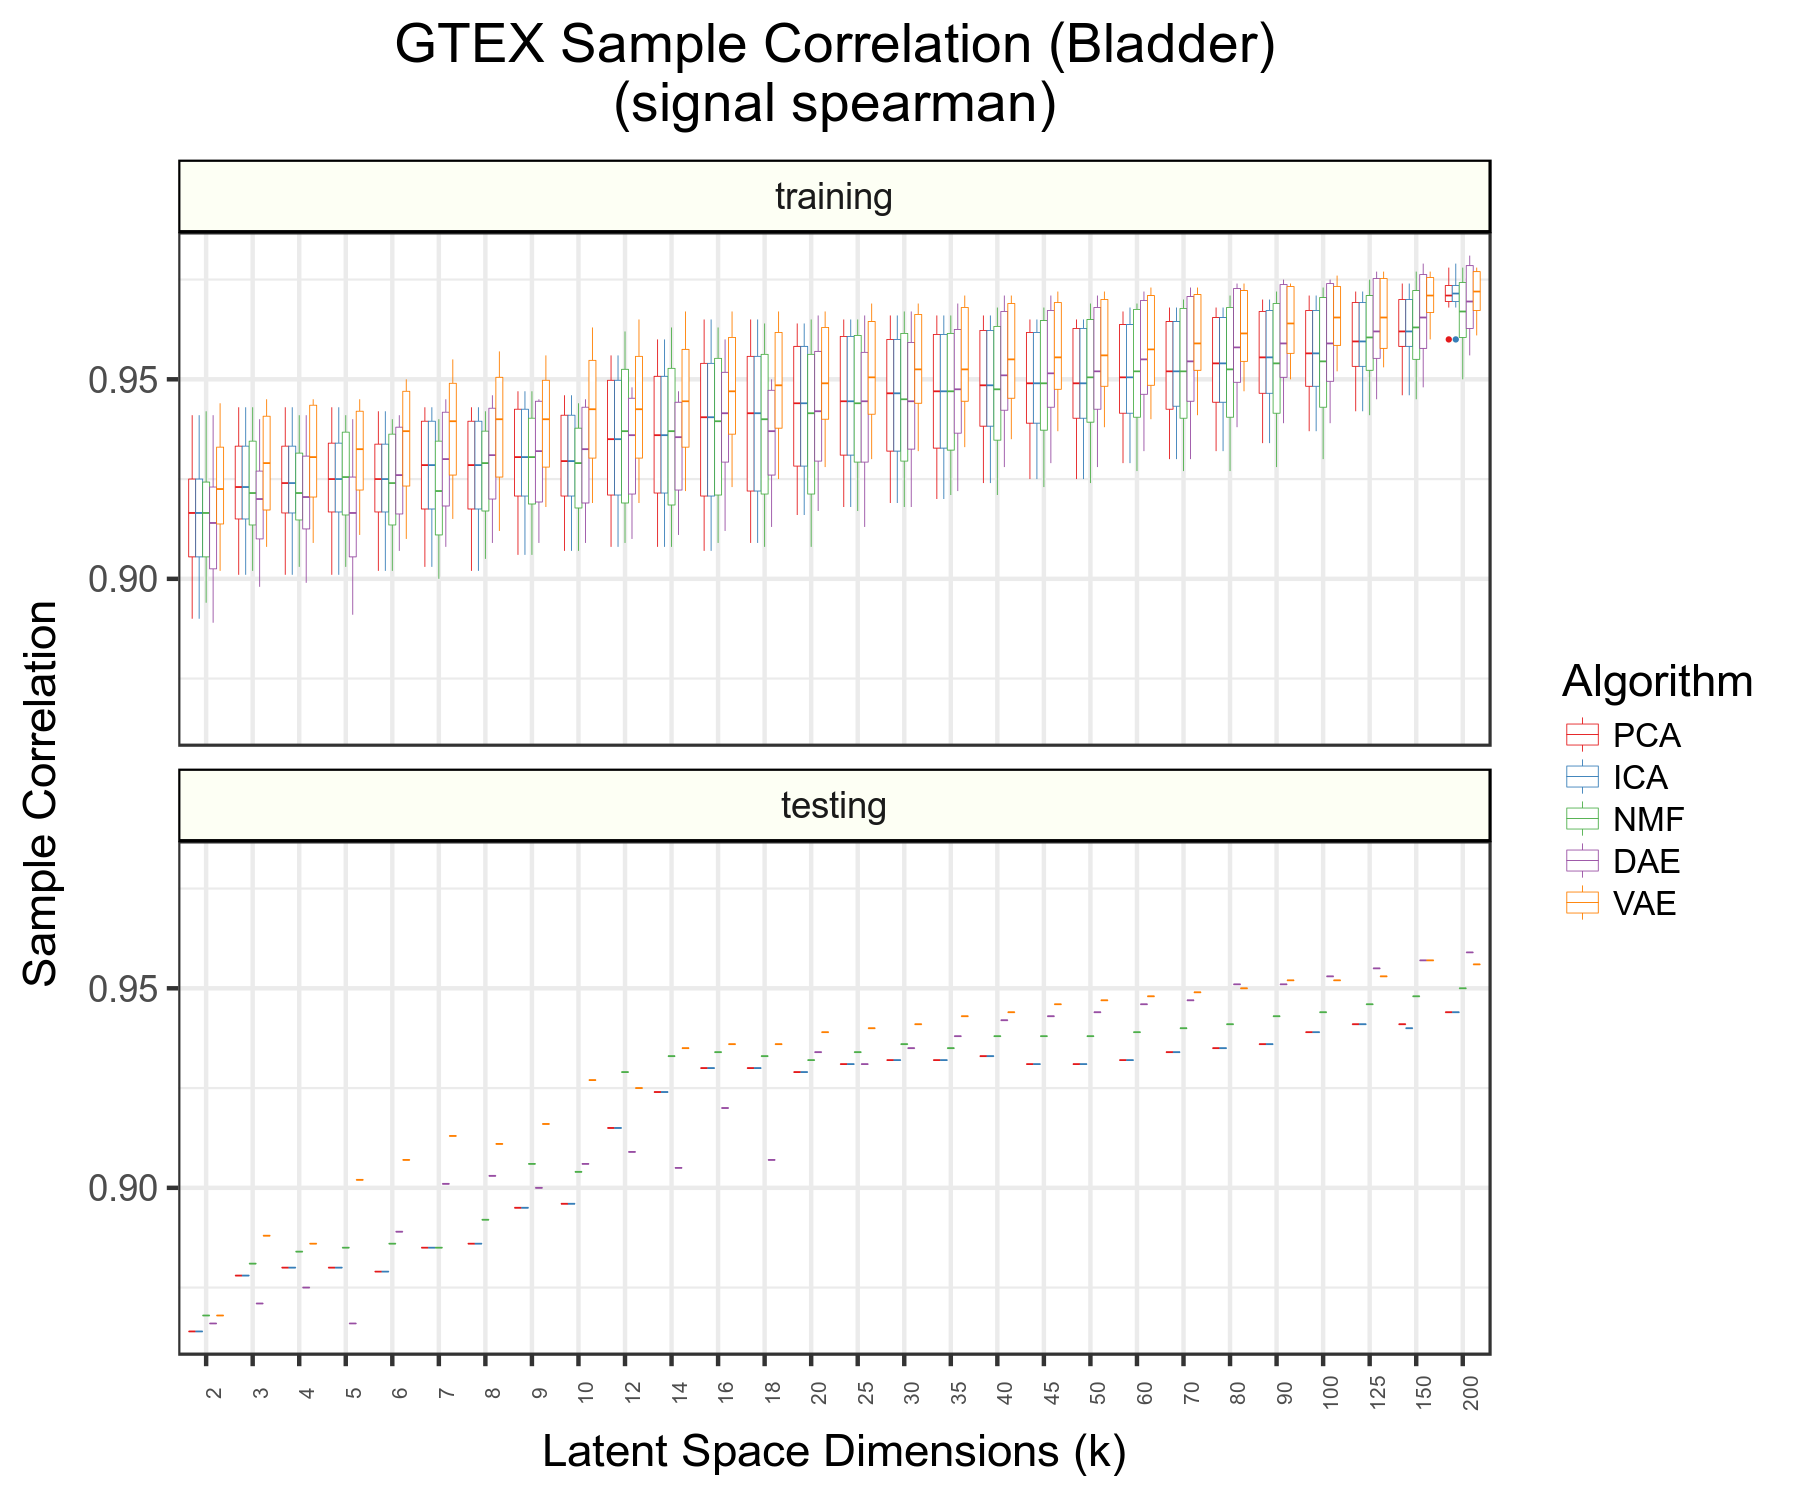 GTEX Sample Correlation (Bladder)
(signal spearman)
training
0.95
0.90
testing
0.95
0.90
Sample Correlation
2 3 4 5 6 7 8 9 10 12 14 16 18 20 25 30 35 40 45 50 60 70 80 90 100 125 150 200
Latent Space Dimensions (k)
Algorithm
PCA
ICA
NMF
DAE
VAE